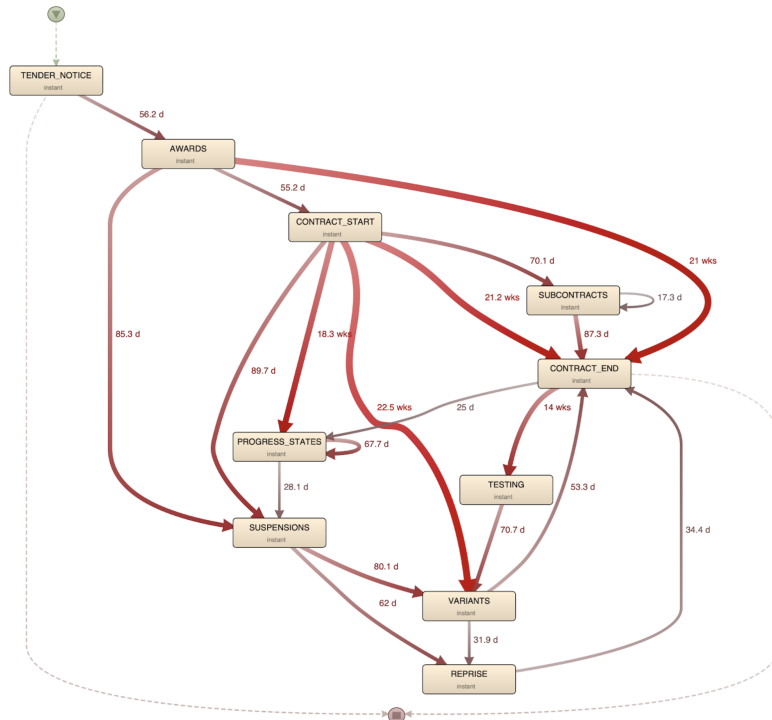 TENDER_NOTICE
instant
56.2 d
AWARDS
instant
55.2 d
CONTRACT_START
instant
70.1 d
21 wks
SUBCONTRACTS
instant
17.3 d
21.2 wks
85.3 d
18.3 wks
87.3 d
89.7 d
CONTRACT_END
instant
22.5 wks
25 d
14 wks
PROGRESS_STATES
instant
67.7 d
TESTING
instant
28.1 d
53.3 d
SUSPENSIONS
instant
70.7 d
34.4 d
80.1 d
VARIANTS
instant
62 d
31.9 d
REPRISE
instant